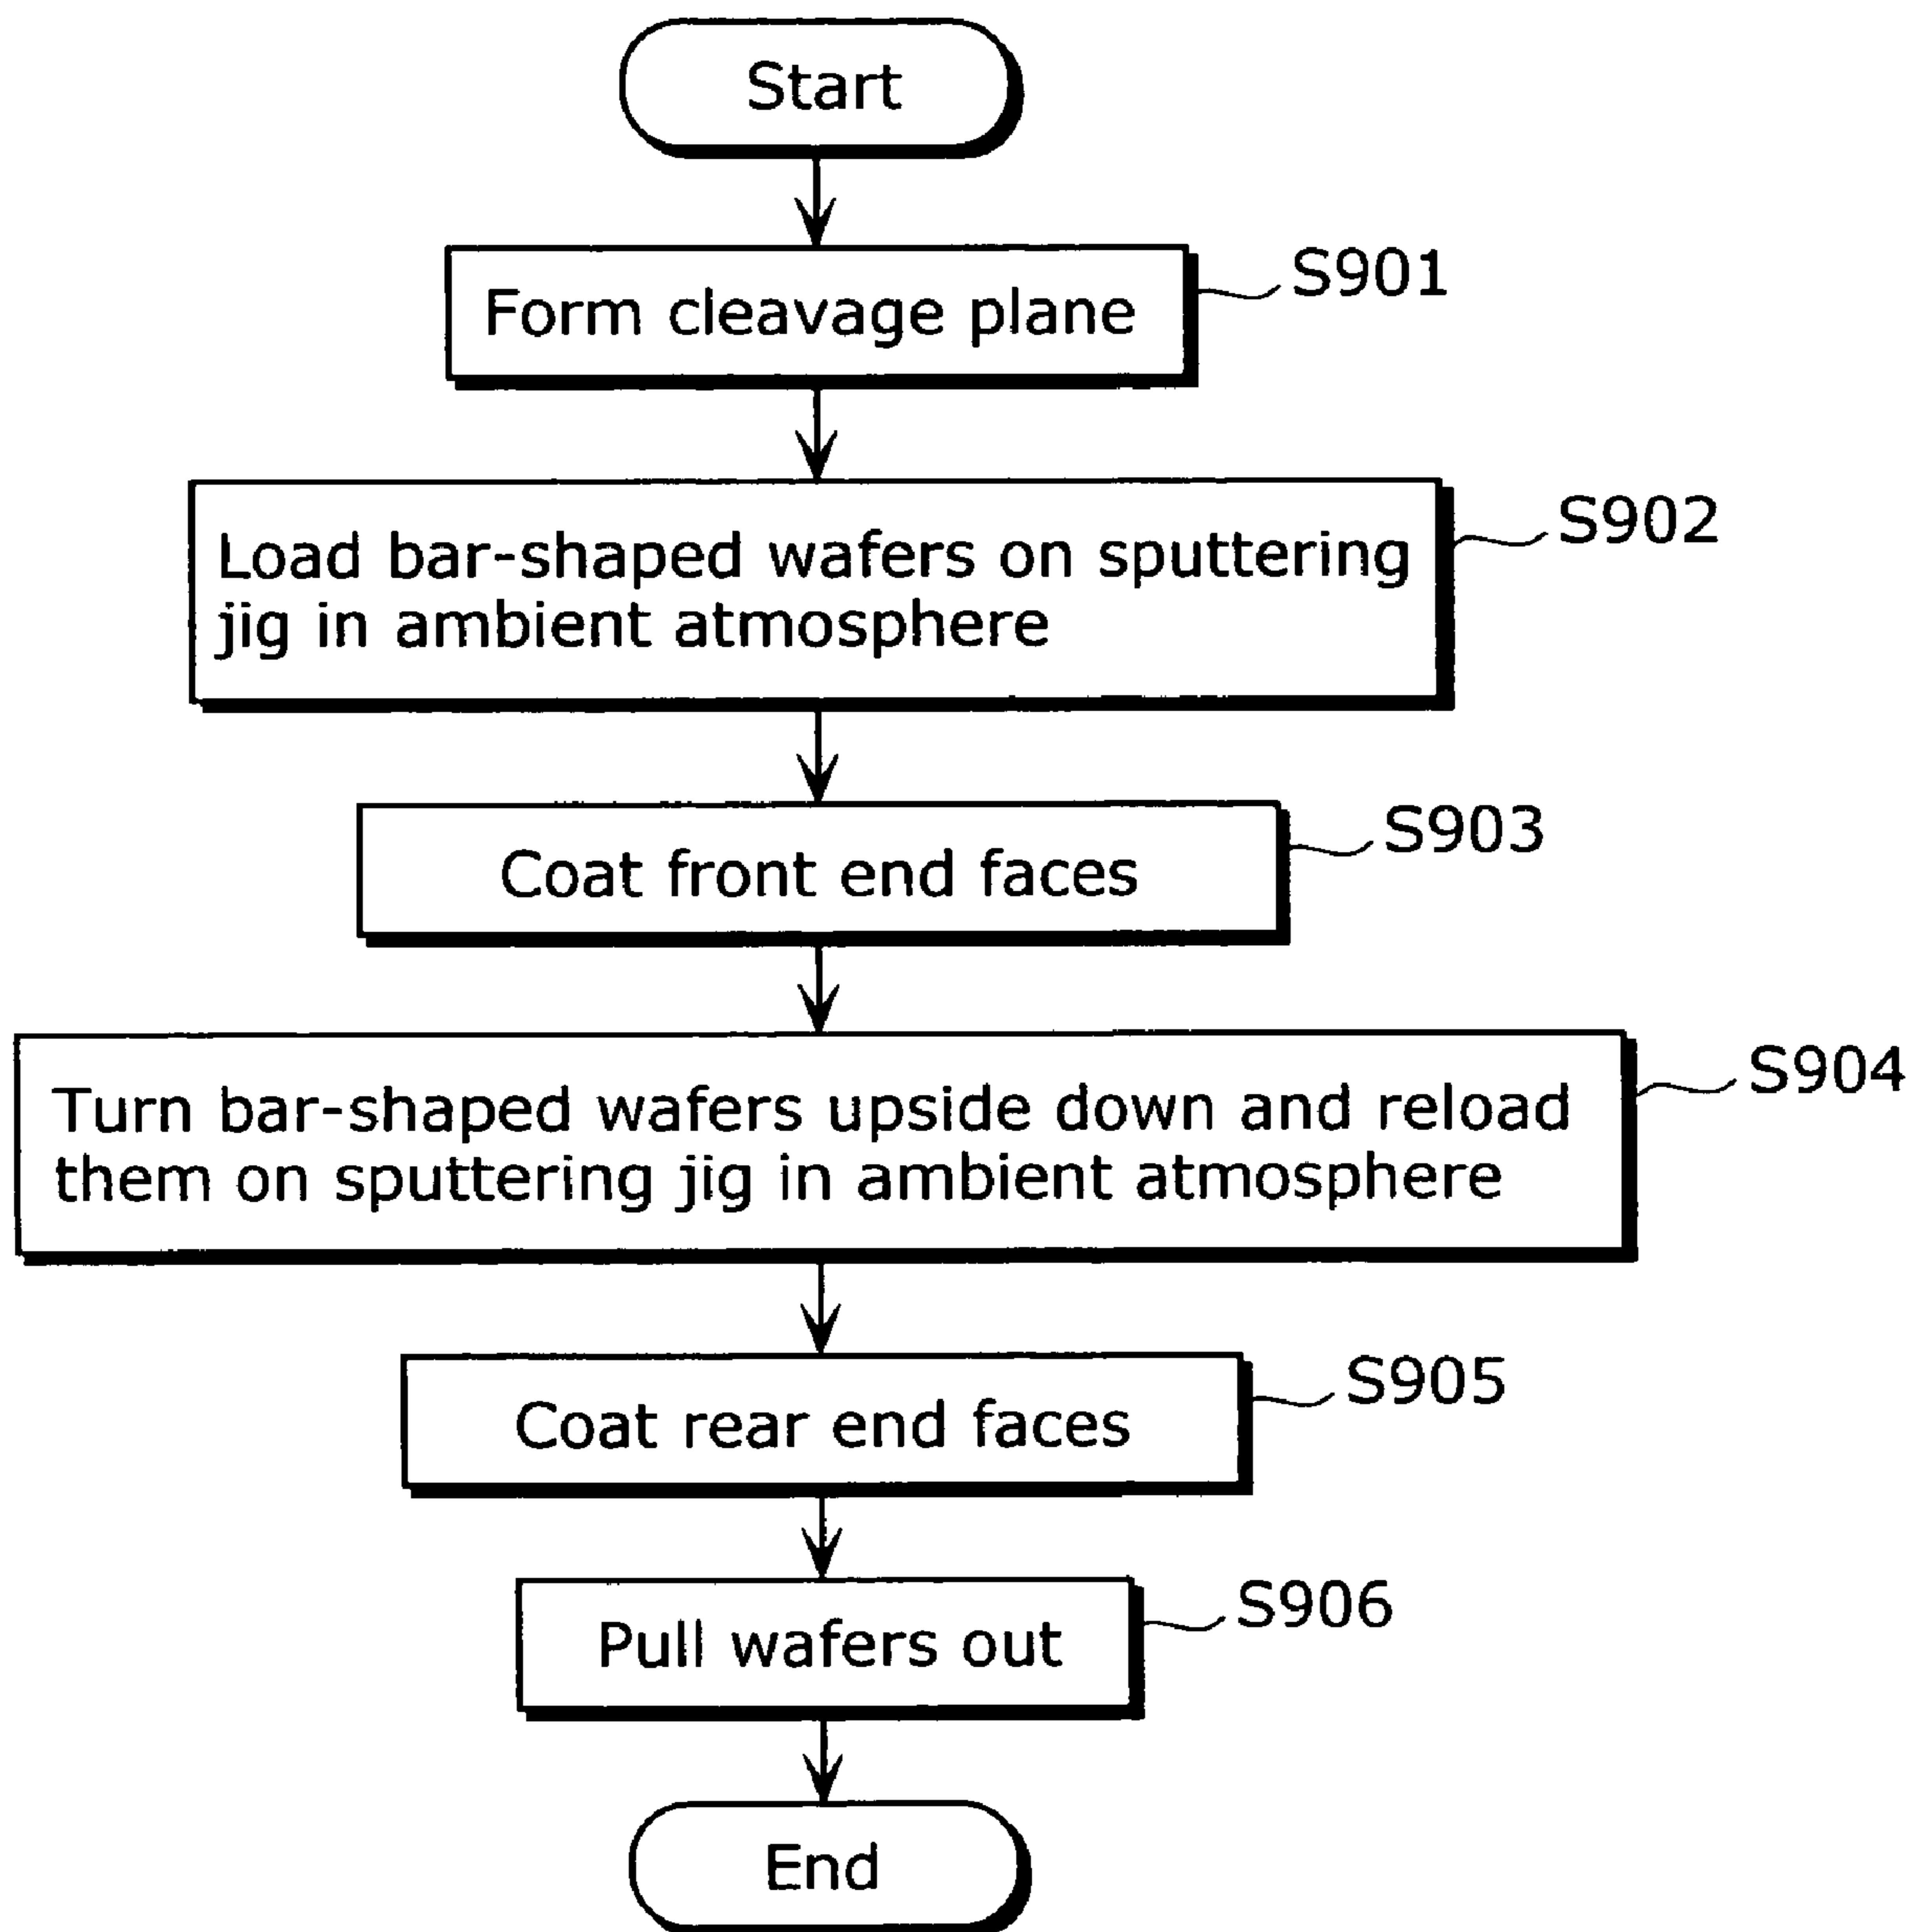 Start
Form cleavage plane
S901
Load bar-shaped wafers on sputtering
jig in ambient atmosphere
S902
Coat front end faces
S903
Turn bar-shaped wafers upside down and reload
them on sputtering jig in ambient atmosphere
S904
Coat rear end faces
S905
Pull wafers out
S906
End